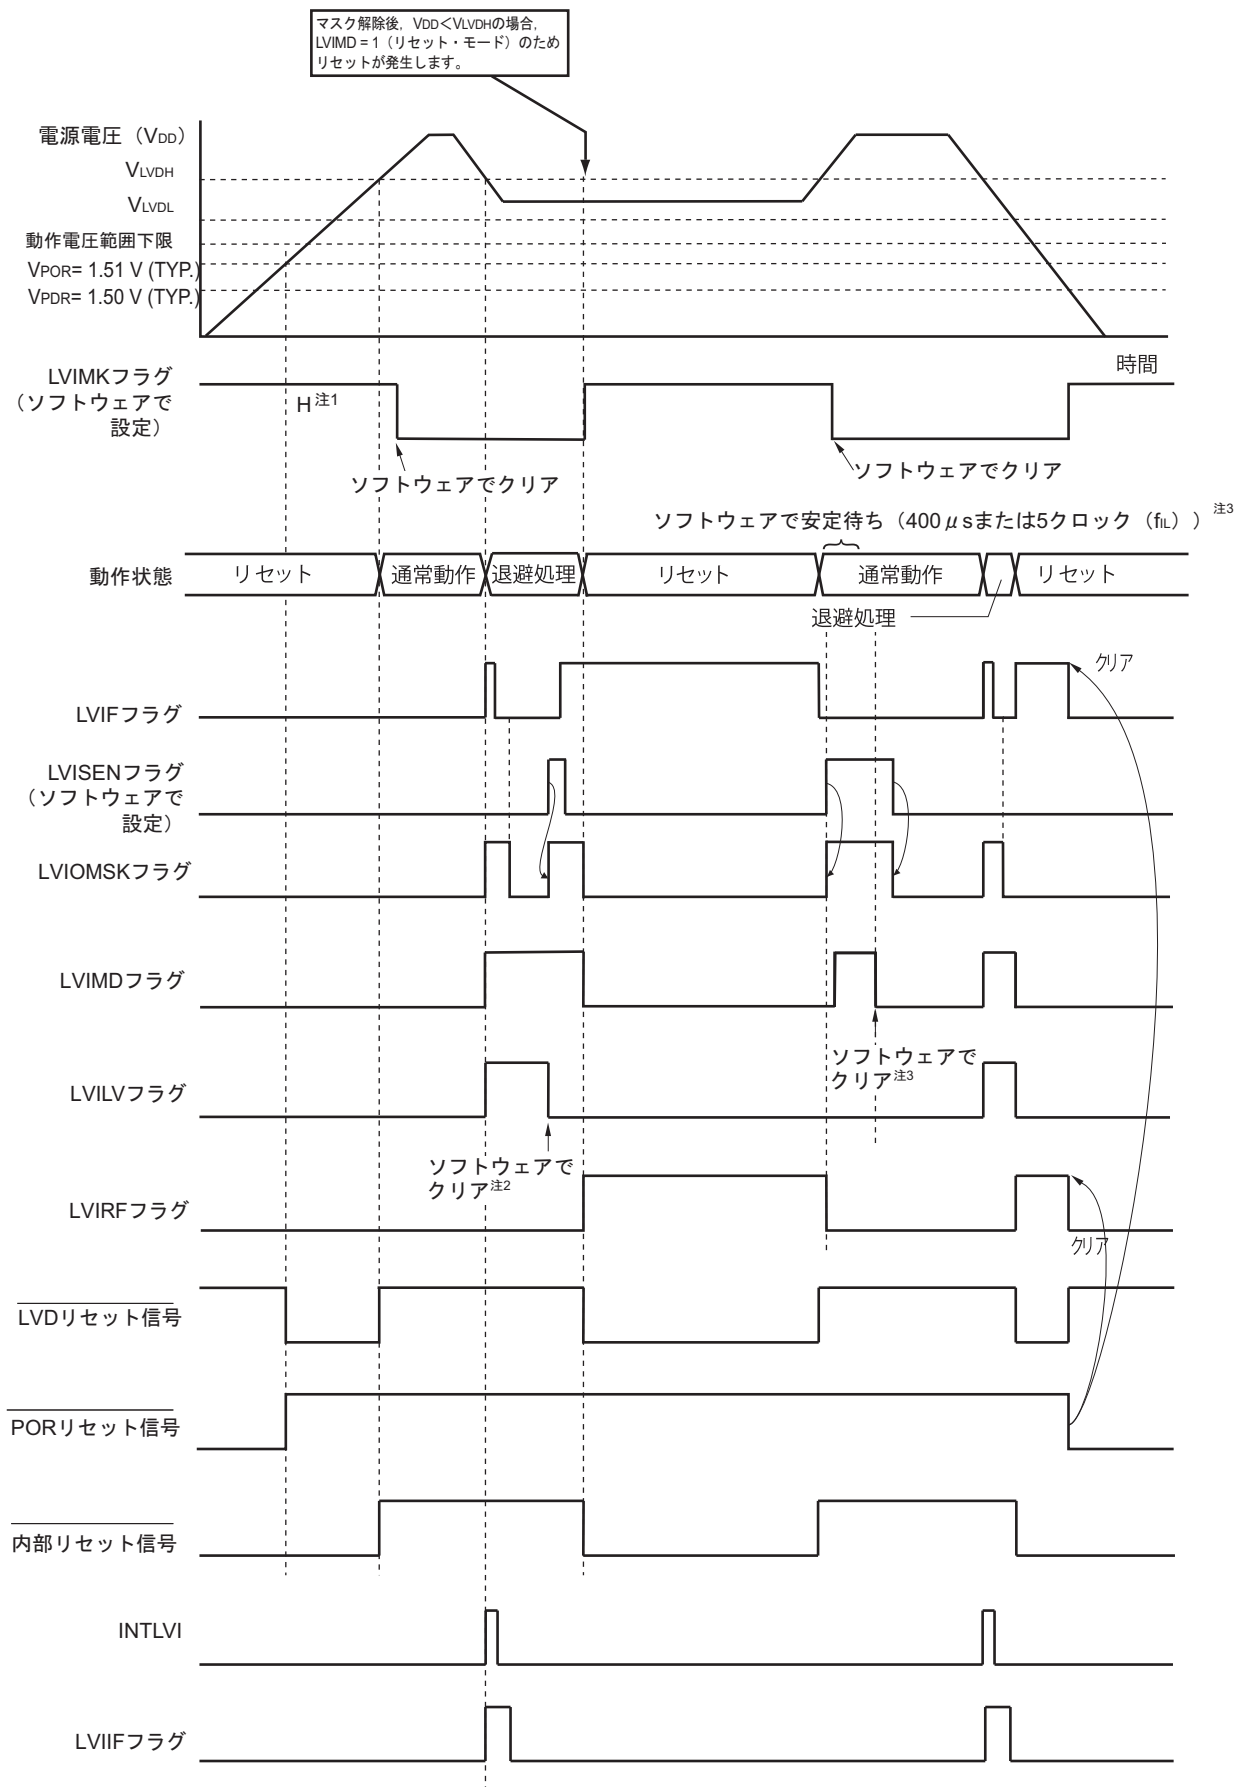 マスク解除後，VDD＜VLVDHの場合，
LVIMD = 1（リセット・モード）のため
リセットが発生します。
電源電圧（VDD）
VLVDH
VLVDL
動作電圧範囲下限
VPOR= 1.51 V (TYP.)
VPDR= 1.50 V (TYP.)
時間
LVIMKフラグ
（ソフトウェアで
設定）
H 注1
ソフトウェアでクリア
ソフトウェアでクリア
ソフトウェアで安定待ち（400μsまたは5クロック（fIL））注3
動作状態
リセット
通常動作
退避処理
リセット
通常動作
リセット
退避処理
クリア
LVIFフラグ
LVISENフラグ
（ソフトウェアで
設定）
LVIOMSKフラグ
LVIMDフラグ
ソフトウェアで
クリア注3
LVILVフラグ
ソフトウェアで
クリア注2
LVIRFフラグ
クリア
LVDリセット信号
PORリセット信号
内部リセット信号
INTLVI
LVIIFフラグ